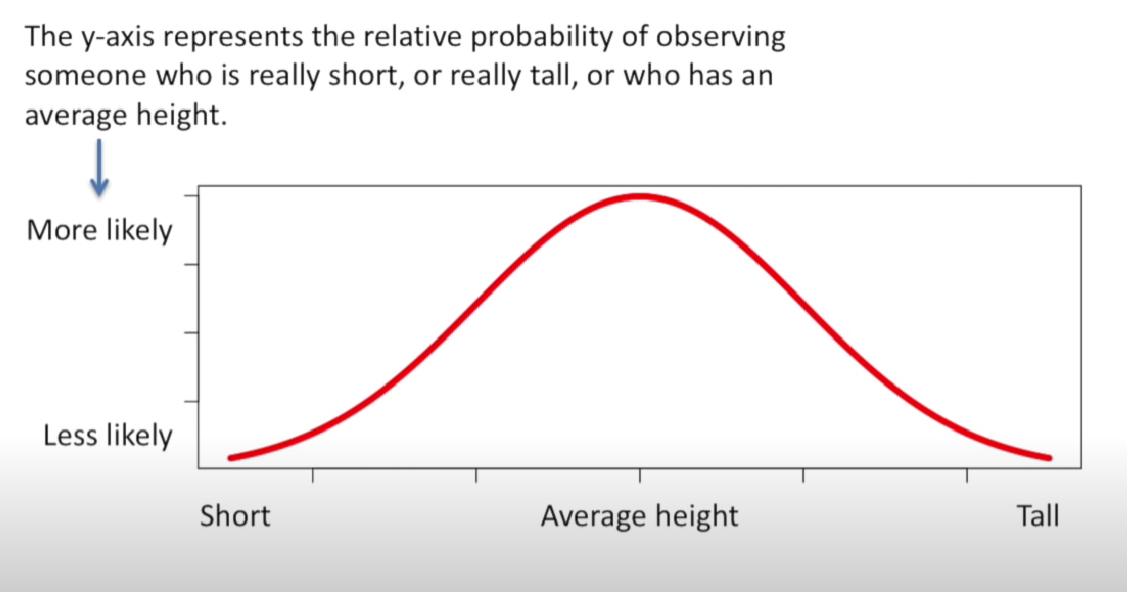 The y-axis represents the relative probability of observing
someone who is really short, or really tall, or who has an
average height.
More likely
Less likely
Short
Average height
Tall